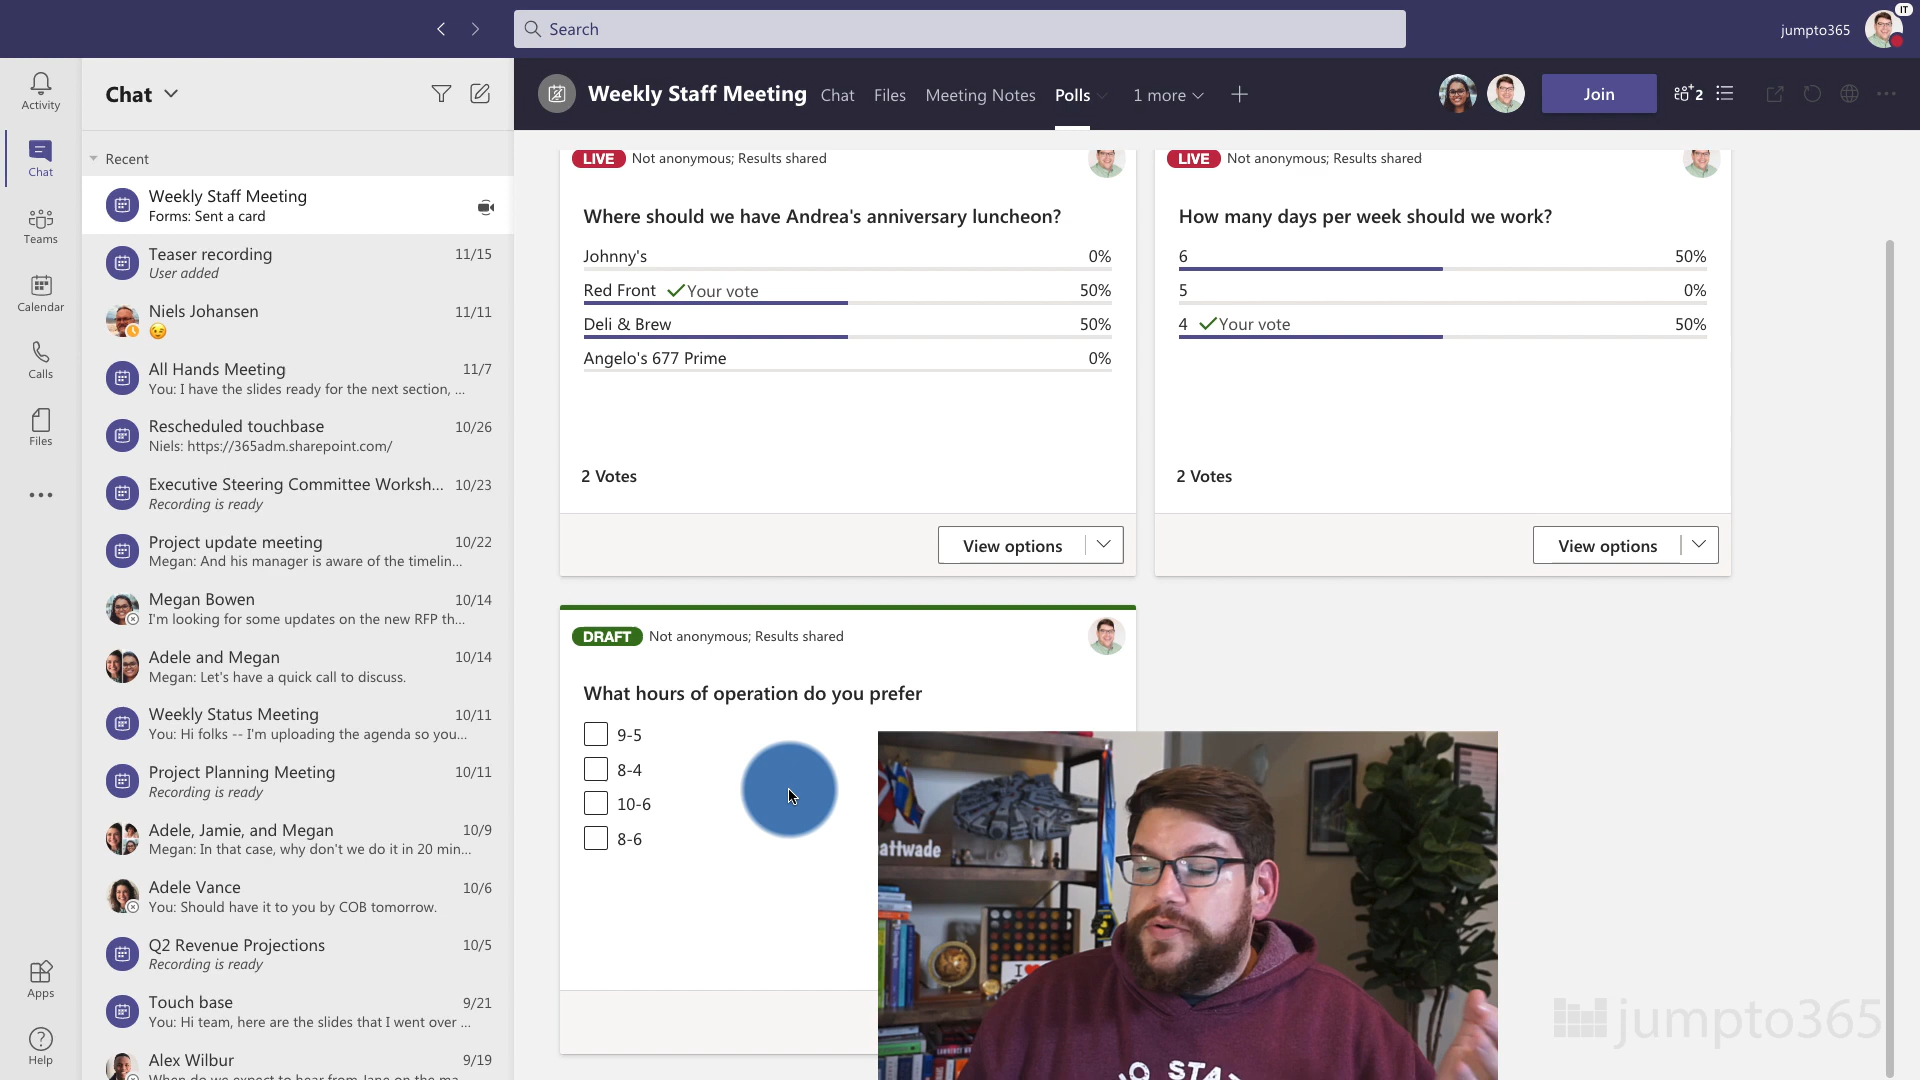 Search
jumpto365
IT
Activity
Chat
Teams
Calendar
Calls
Files
Apps
Help
Chat
Recent
Weekly Staff Meeting
Forms: Sent a card
Teaser recording 11/15
User added
Niels Johansen 11/11
All Hands Meeting 11/7
You: I have the slides ready for the next section, ...
Rescheduled touchbase 10/26
Niels: https://365adm.sharepoint.com/
Executive Steering Committee Worksh... 10/23
Recording is ready
Project update meeting 10/22
Megan: And his manager is aware of the timelin...
Megan Bowen 10/14
I'm looking for some updates on the new RFP th...
Adele and Megan 10/14
Megan: Let's have a quick call to discuss.
Weekly Status Meeting 10/11
You: Hi folks -- I'm uploading the agenda so you...
Project Planning Meeting 10/11
Recording is ready
Adele, Jamie, and Megan 10/9
Megan: In that case, why don't we do it in 20 min...
Adele Vance 10/6
You: Should have it to you by COB tomorrow.
Q2 Revenue Projections 10/5
Recording is ready
Touch base 9/21
You: Hi team, here are the slides that I went over ...
Alex Wilbur 9/19
When do we expect to hear from Jane on the ma...
Weekly Staff Meeting Chat Files Meeting Notes Polls 1 more Join 2
LIVE Not anonymous; Results shared
Where should we have Andrea's anniversary luncheon?
Johnny's 0%
Red Front Your vote 50%
Deli & Brew 50%
Angelo's 677 Prime 0%
2 Votes
View options
LIVE Not anonymous; Results shared
How many days per week should we work?
6 50%
5 0%
4 Your vote 50%
2 Votes
View options
DRAFT Not anonymous; Results shared
What hours of operation do you prefer
9-5
8-4
10-6
8-6
attwade
I
jumpto365